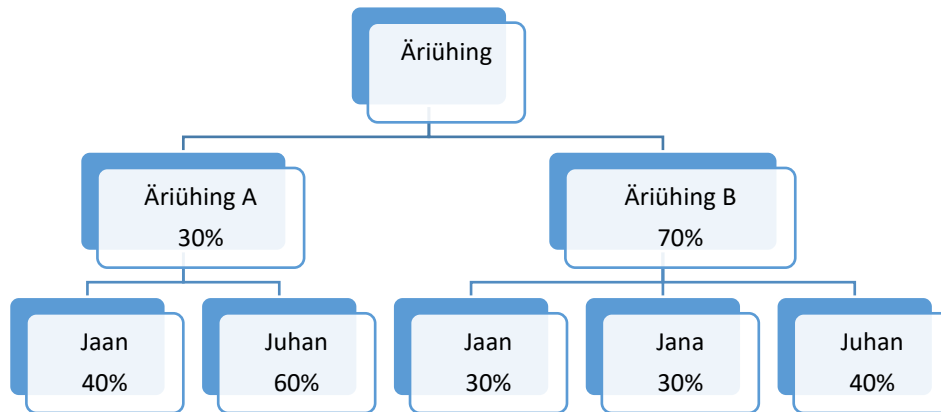 Äriühing
Äriühing A
30%
Äriühing B
70%
Jaan
40%
Juhan
60%
Jaan
30%
Jana
30%
Juhan
40%